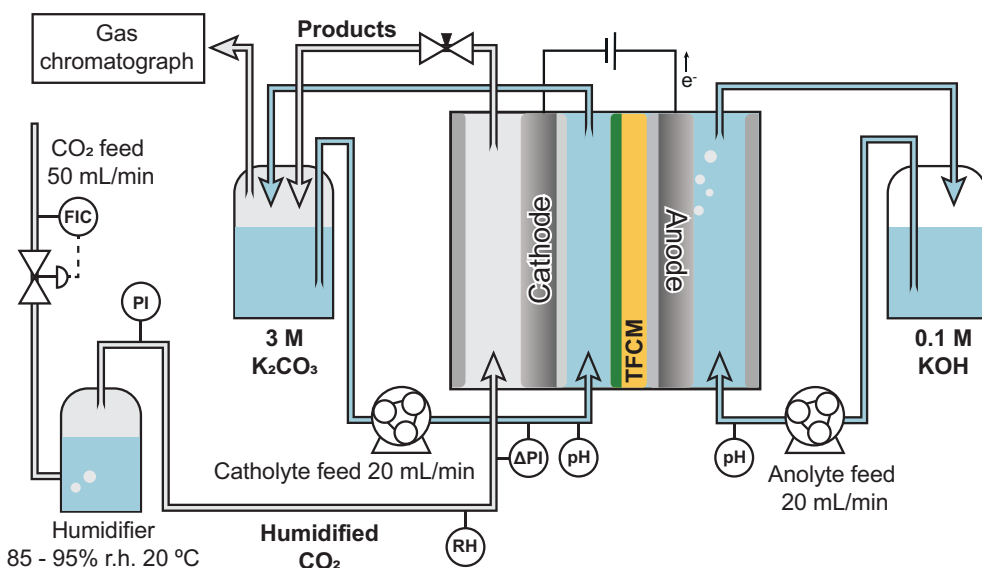 Gas
chromatograph
Products
e-
CO₂ feed
50 mL/min
FIC
PI
3 M
K₂CO₃
Cathode
TFCM
Anode
0.1 M
KOH
Catholyte feed 20 mL/min
ΔPI
pH
pH
Anolyte feed
20 mL/min
Humidifier
85 - 95% r.h. 20 ºC
Humidified
CO₂
RH